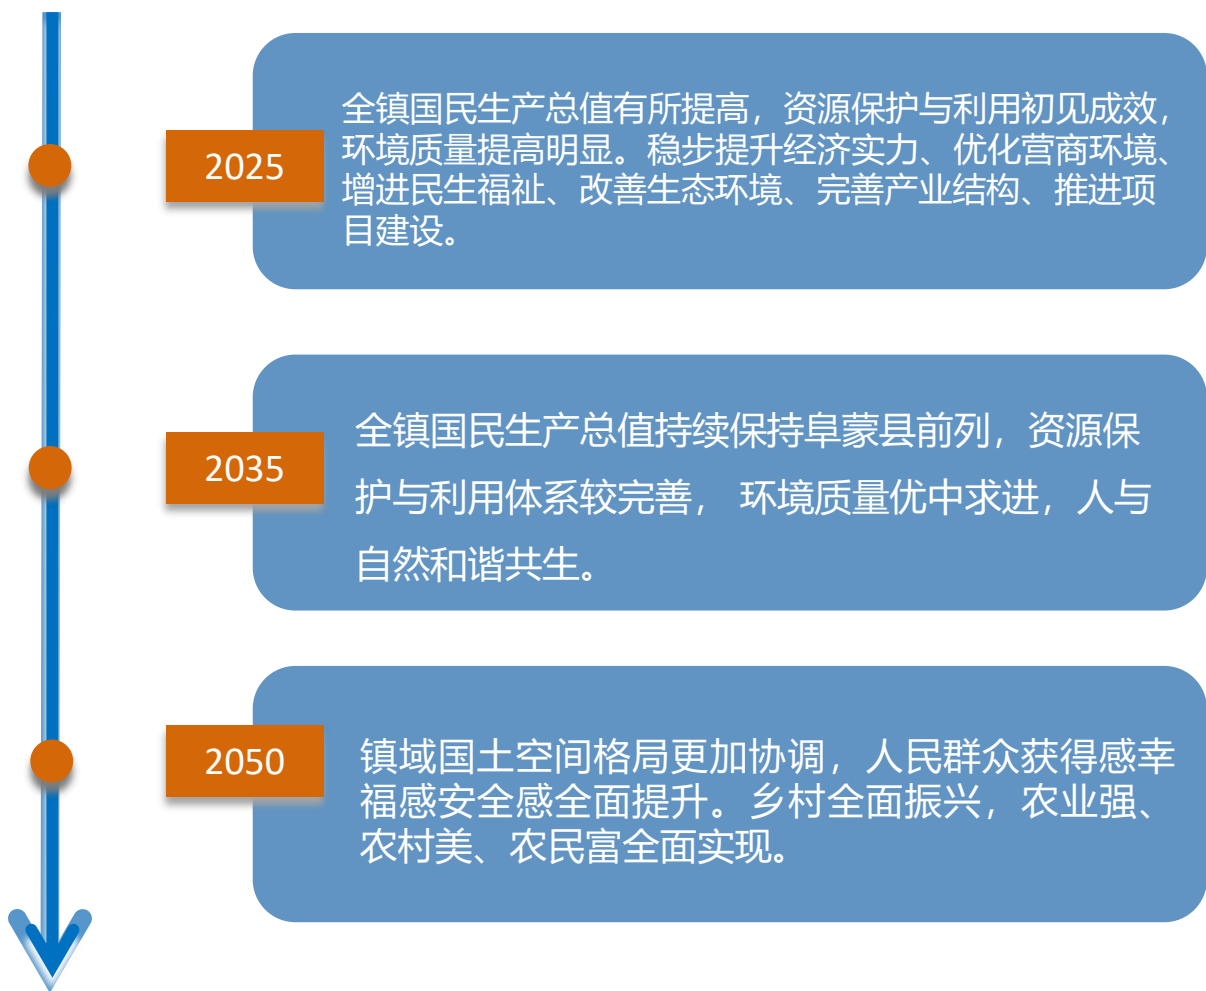 2025
全镇国民生产总值有所提高，资源保护与利用初见成效，
环境质量提高明显。稳步提升经济实力、优化营商环境、
增进民生福祉、改善生态环境、完善产业结构、推进项
目建设。
2035
全镇国民生产总值持续保持阜蒙县前列，资源保
护与利用体系较完善， 环境质量优中求进，人与
自然和谐共生。
2050
镇域国土空间格局更加协调，人民群众获得感幸
福感安全感全面提升。乡村全面振兴，农业强、
农村美、农民富全面实现。